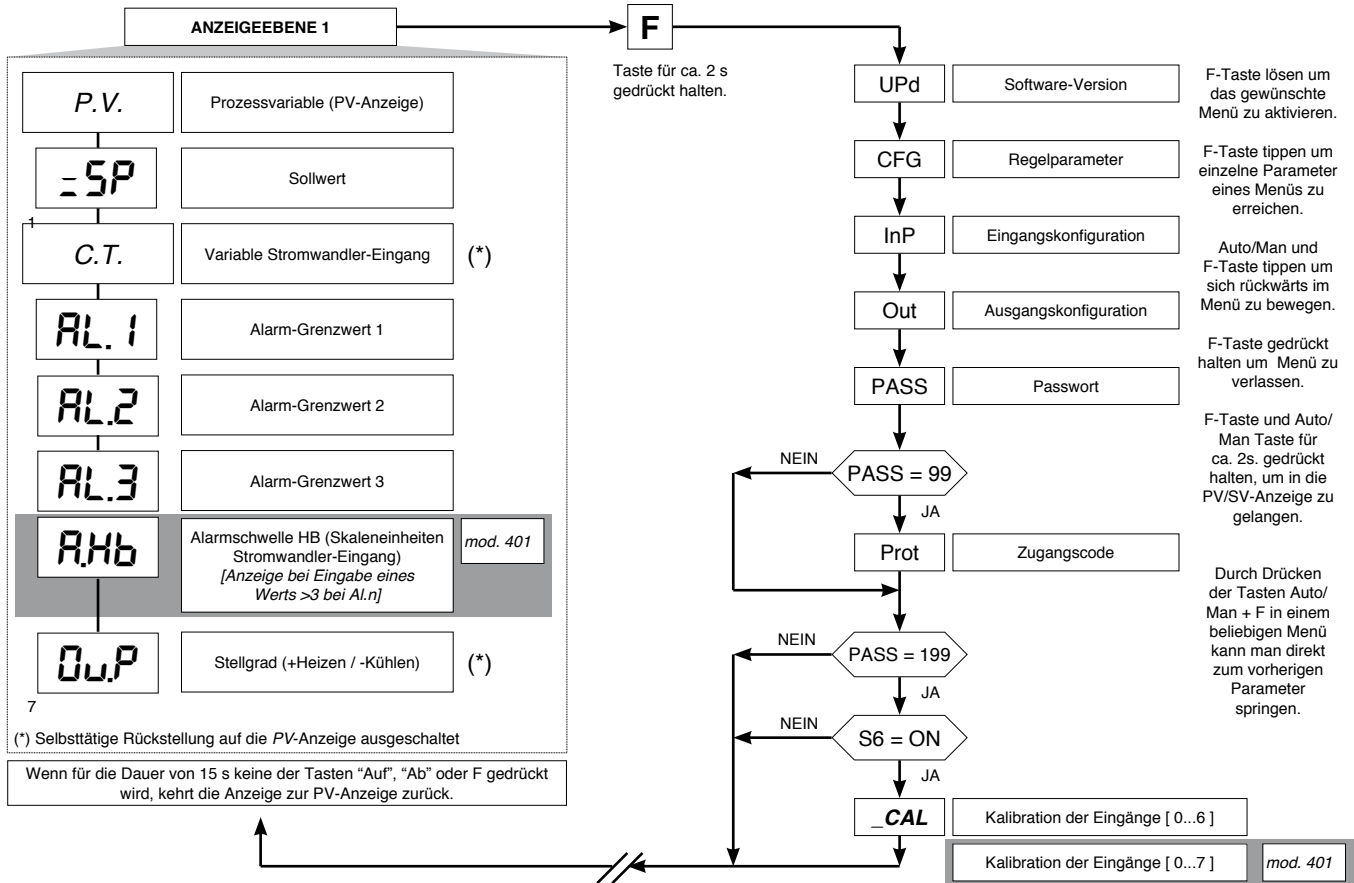 ANZEIGEEBENE 1
F
Taste für ca. 2 s
gedrückt halten.
P.V.
Prozessvariable (PV-Anzeige)
=SP
Sollwert
1
C.T.
Variable Stromwandler-Eingang
(*)
AL.1
Alarm-Grenzwert 1
AL.2
Alarm-Grenzwert 2
AL.3
Alarm-Grenzwert 3
A.Hb
Alarmschwelle HB (Skaleneinheiten
Stromwandler-Eingang)
[Anzeige bei Eingabe eines
Werts >3 bei Al.n]
mod. 401
Ou.P
Stellgrad (+Heizen / -Kühlen)
(*)
7
(*) Selbsttätige Rückstellung auf die PV-Anzeige ausgeschaltet
Wenn für die Dauer von 15 s keine der Tasten “Auf”, “Ab” oder F gedrückt
wird, kehrt die Anzeige zur PV-Anzeige zurück.
UPd
Software-Version
CFG
Regelparameter
InP
Eingangskonfiguration
Out
Ausgangskonfiguration
PASS
Passwort
NEIN
PASS = 99
JA
Prot
Zugangscode
NEIN
PASS = 199
JA
NEIN
S6 = ON
JA
_CAL
Kalibration der Eingänge [ 0...6 ]
Kalibration der Eingänge [ 0...7 ]
mod. 401
F-Taste lösen um
das gewünschte
Menü zu aktivieren.
F-Taste tippen um
einzelne Parameter
eines Menüs zu
erreichen.
Auto/Man und
F-Taste tippen um
sich rückwärts im
Menü zu bewegen.
F-Taste gedrückt
halten um Menü zu
verlassen.
F-Taste und Auto/
Man Taste für
ca. 2s. gedrückt
halten, um in die
PV/SV-Anzeige zu
gelangen.
Durch Drücken
der Tasten Auto/
Man + F in einem
beliebigen Menü
kann man direkt
zum vorherigen
Parameter
springen.